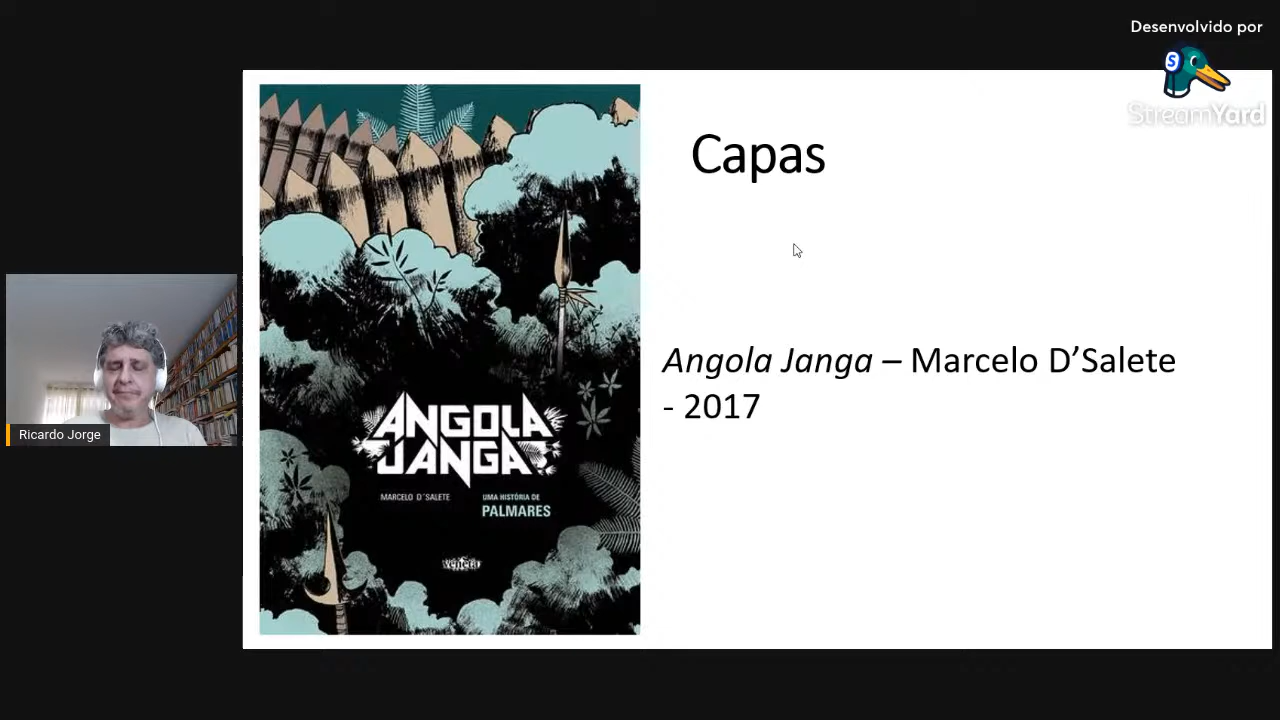 Desenvolvido por
StreamYard
Capas
Angola Janga – Marcelo D’Salete
- 2017
Ricardo Jorge
ANGOLA
JANGA
MARCELO D´SALETE
UMA HISTÓRIA DE
PALMARES
veneta